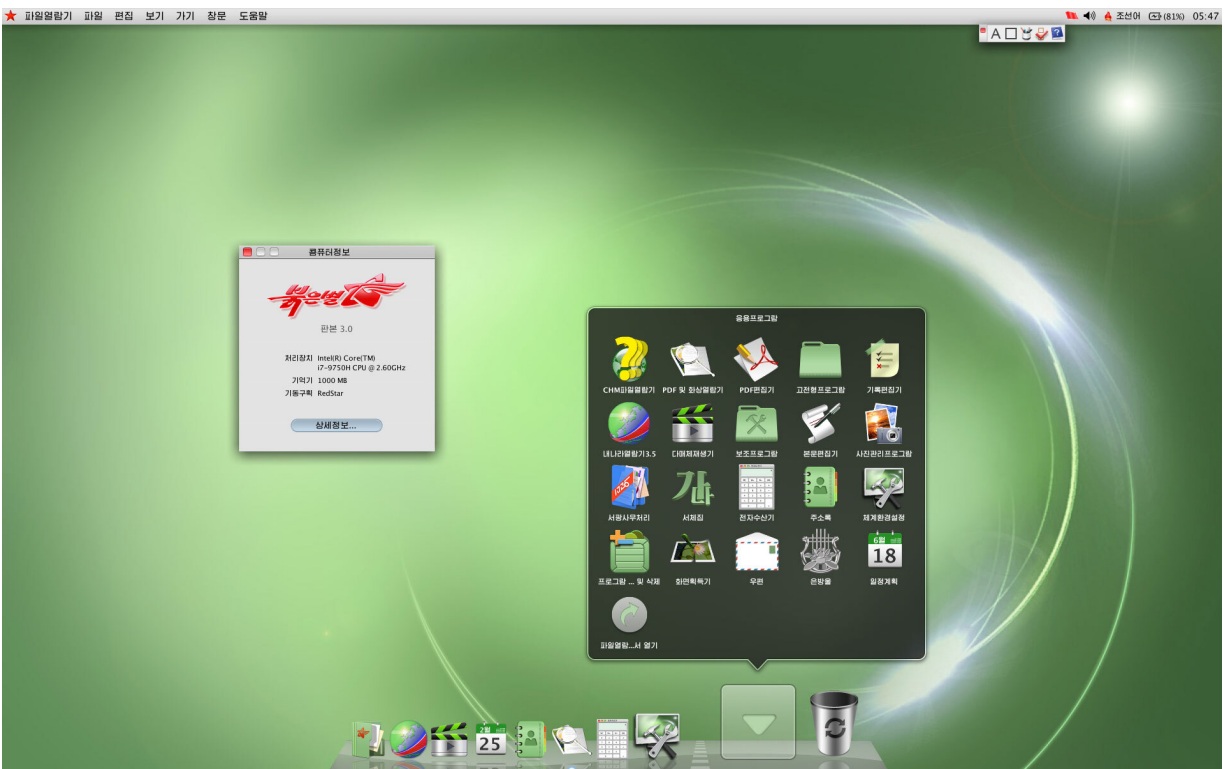 파일열람기 파일 편집 보기 가기 창문 도움말
조선어 (81%) 05:47
A
콤퓨터정보
붉은별
판본 3.0
처리장치 Intel(R) Core(TM)
i7-9750H CPU @ 2.60GHz
기억기 1000 MB
기동구획 RedStar
상세정보...
응용프로그람
CHM파일열람기 PDF 및 화상열람기 PDF편집기 고전형프로그람 기록편집기
내나라열람기3.5 다매체재생기 보조프로그람 본문편집기 사진관리프로그람
서광사무처리 서체집 전자수산기 주소록 체계환경설정
6월
18
프로그람 ... 및 삭제 화면획득기 우편 은방울 일정계획
파일열람...서 열기
2월
25